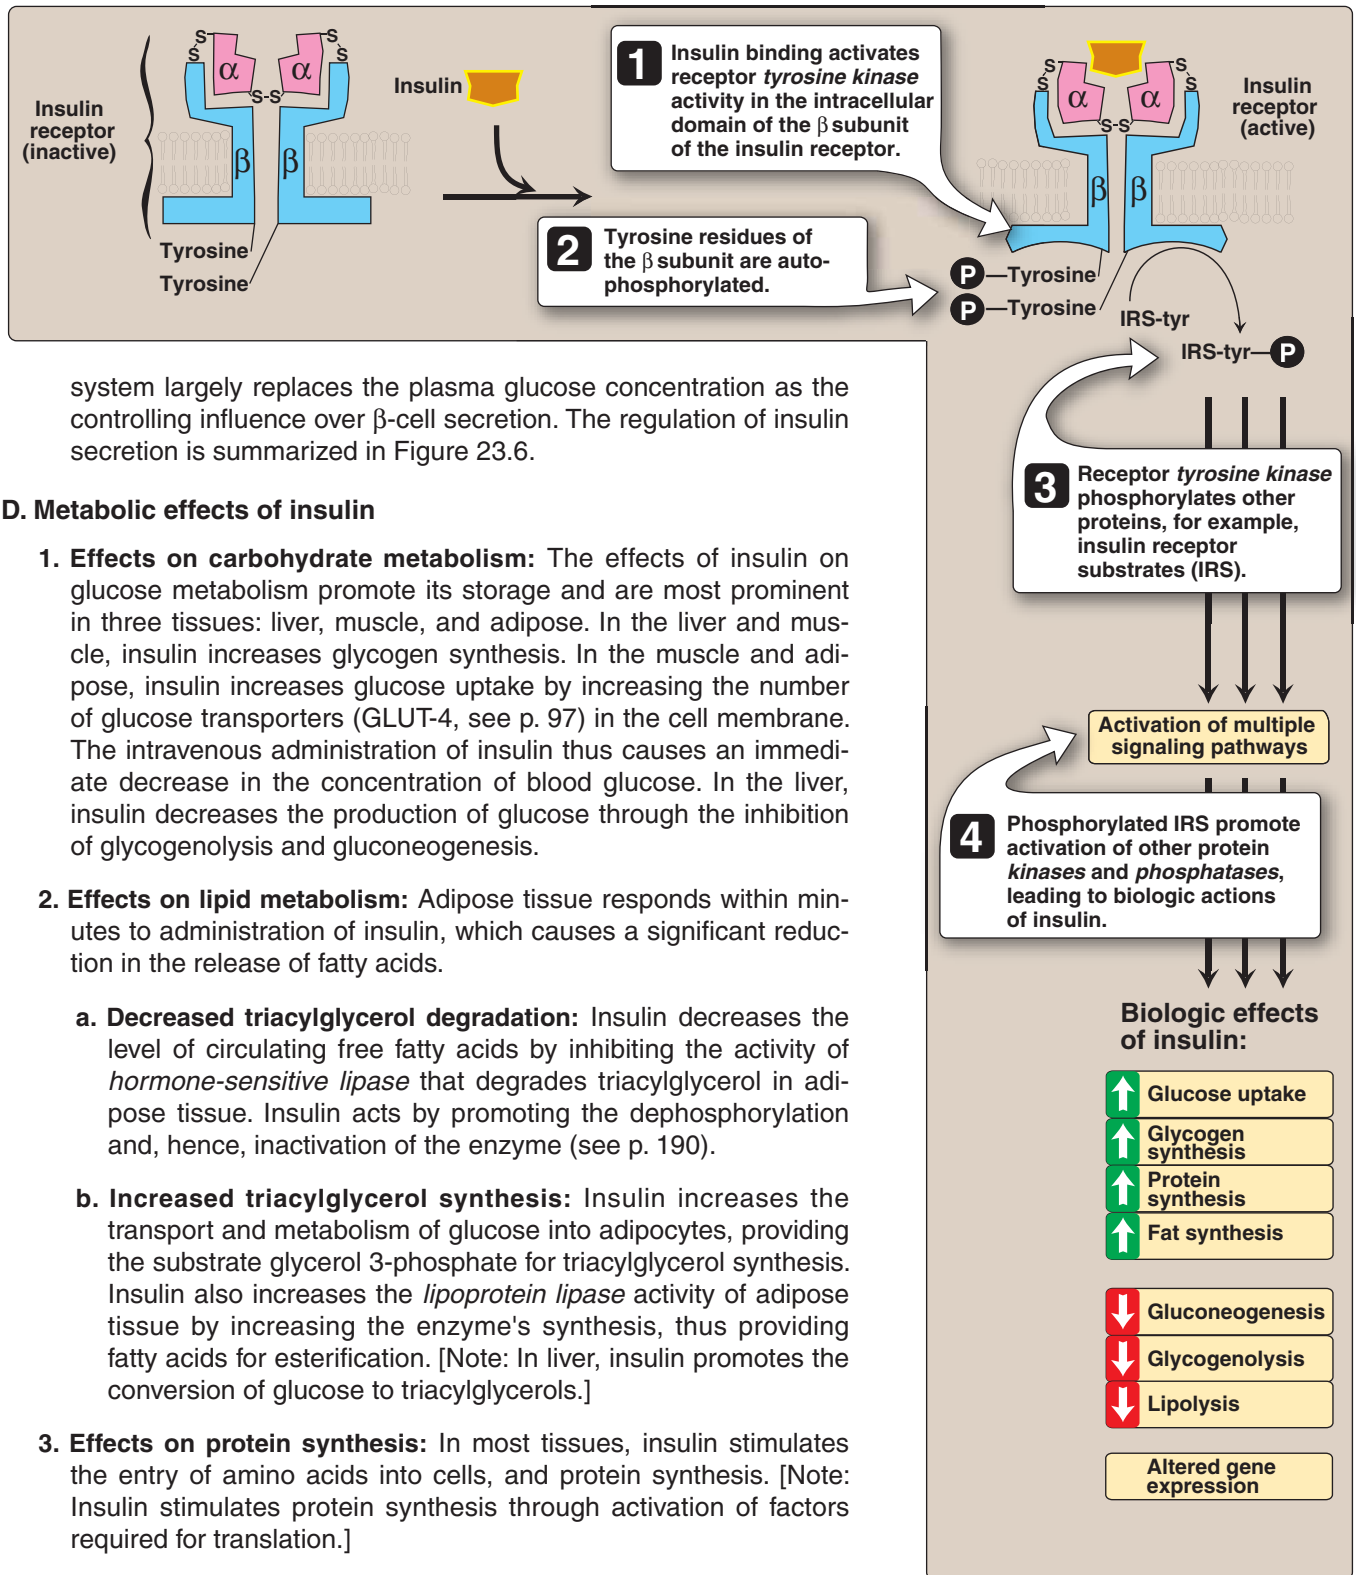 S
S
α
α
S
S
S-S
Insulin
receptor
(inactive)
β
β
Tyrosine
Tyrosine
Insulin
1
Insulin binding activates
receptor tyrosine kinase
activity in the intracellular
domain of the β subunit
of the insulin receptor.
2
Tyrosine residues of
the β subunit are auto-
phosphorylated.
S
S
α
α
S
S
S-S
Insulin
receptor
(active)
β
β
P
Tyrosine
P
Tyrosine
IRS-tyr
IRS-tyr
P
3
Receptor tyrosine kinase
phosphorylates other
proteins, for example,
insulin receptor
substrates (IRS).
Activation of multiple
signaling pathways
4
Phosphorylated IRS promote
activation of other protein
kinases and phosphatases,
leading to biologic actions
of insulin.
Biologic effects
of insulin:
Glucose uptake
Glycogen
synthesis
Protein
synthesis
Fat synthesis
Gluconeogenesis
Glycogenolysis
Lipolysis
Altered gene
expression
system largely replaces the plasma glucose concentration as the
controlling influence over β-cell secretion. The regulation of insulin
secretion is summarized in Figure 23.6.
D. Metabolic effects of insulin
1. Effects on carbohydrate metabolism: The effects of insulin on
glucose metabolism promote its storage and are most prominent
in three tissues: liver, muscle, and adipose. In the liver and mus-
cle, insulin increases glycogen synthesis. In the muscle and adi-
pose, insulin increases glucose uptake by increasing the number
of glucose transporters (GLUT-4, see p. 97) in the cell membrane.
The intravenous administration of insulin thus causes an immedi-
ate decrease in the concentration of blood glucose. In the liver,
insulin decreases the production of glucose through the inhibition
of glycogenolysis and gluconeogenesis.
2. Effects on lipid metabolism: Adipose tissue responds within min-
utes to administration of insulin, which causes a significant reduc-
tion in the release of fatty acids.
a. Decreased triacylglycerol degradation: Insulin decreases the
level of circulating free fatty acids by inhibiting the activity of
hormone-sensitive lipase that degrades triacylglycerol in adi-
pose tissue. Insulin acts by promoting the dephosphorylation
and, hence, inactivation of the enzyme (see p. 190).
b. Increased triacylglycerol synthesis: Insulin increases the
transport and metabolism of glucose into adipocytes, providing
the substrate glycerol 3-phosphate for triacylglycerol synthesis.
Insulin also increases the lipoprotein lipase activity of adipose
tissue by increasing the enzyme's synthesis, thus providing
fatty acids for esterification. [Note: In liver, insulin promotes the
conversion of glucose to triacylglycerols.]
3. Effects on protein synthesis: In most tissues, insulin stimulates
the entry of amino acids into cells, and protein synthesis. [Note:
Insulin stimulates protein synthesis through activation of factors
required for translation.]